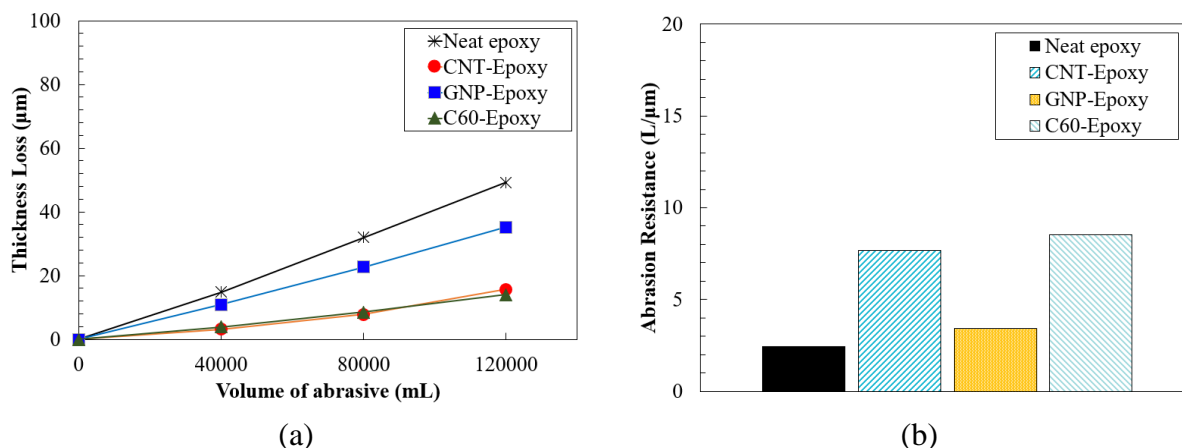 100
80
60
40
20
0
Thickness Loss (µm)
Neat epoxy
CNT-Epoxy
GNP-Epoxy
C60-Epoxy
0 40000 80000 120000
Volume of abrasive (mL)
(a)
20
15
10
5
0
Abrasion Resistance (L/µm)
Neat epoxy
CNT-Epoxy
GNP-Epoxy
C60-Epoxy
(b)